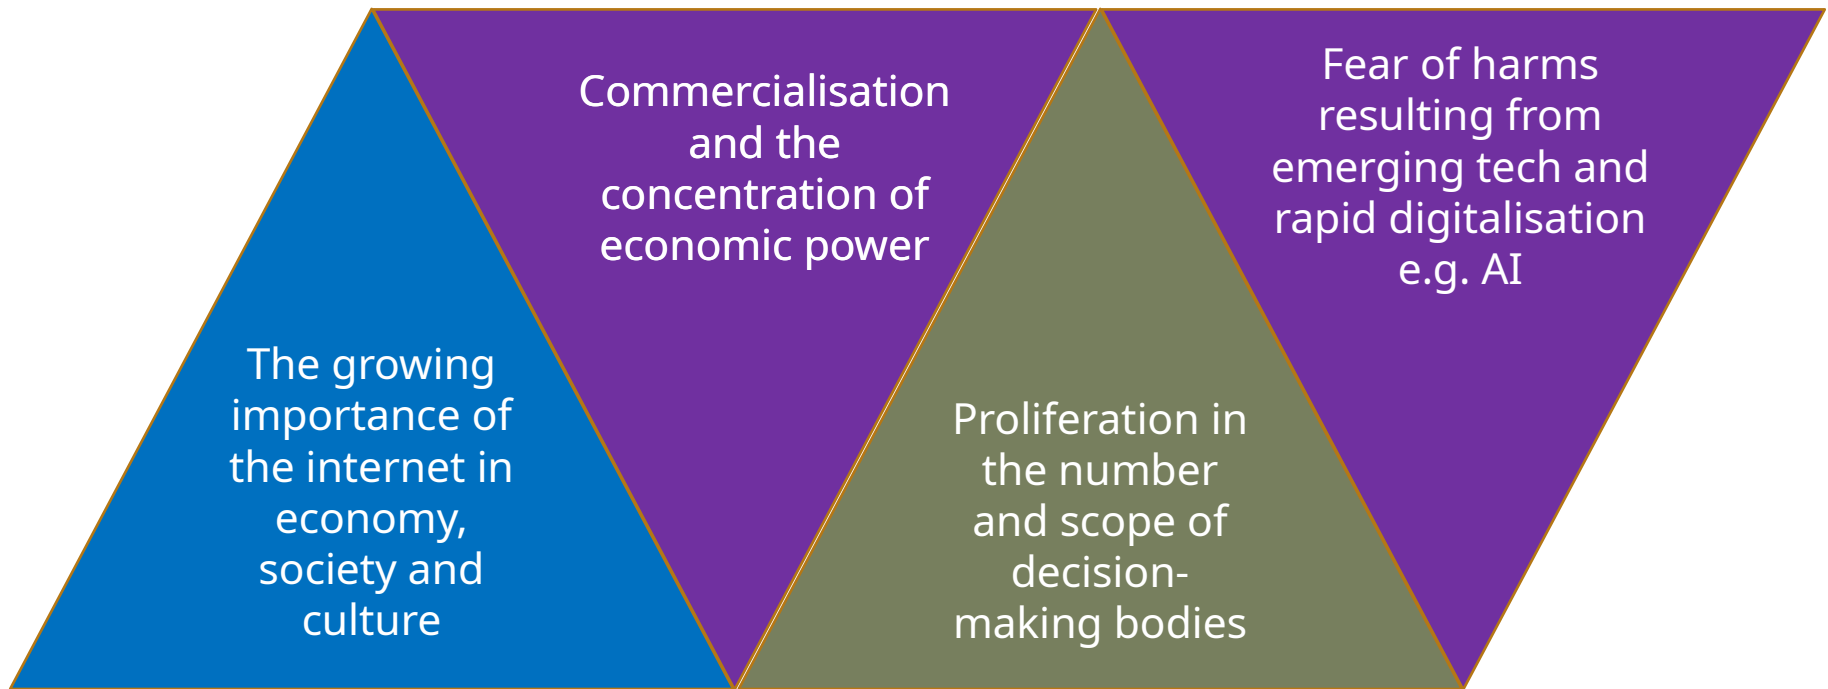 The growing
importance of
the internet in
economy,
society and
culture
Commercialisation
and the
concentration of
economic power
Proliferation in
the number
and scope of
decision-
making bodies
Fear of harms
resulting from
emerging tech and
rapid digitalisation
e.g. AI